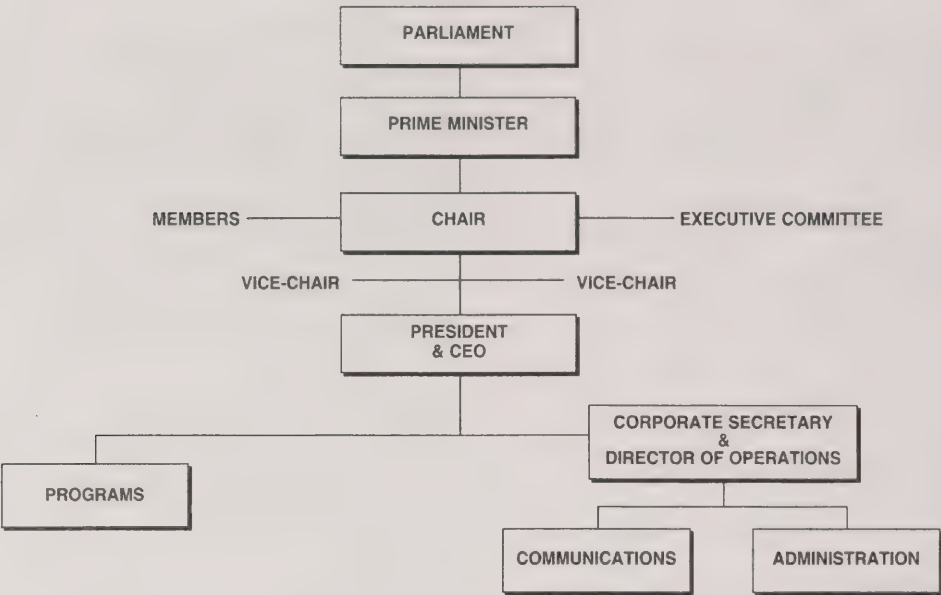 PARLIAMENT
PRIME MINISTER
MEMBERS
CHAIR
EXECUTIVE COMMITTEE
VICE-CHAIR
VICE-CHAIR
PRESIDENT
& CEO
CORPORATE SECRETARY
&
DIRECTOR OF OPERATIONS
PROGRAMS
COMMUNICATIONS
ADMINISTRATION